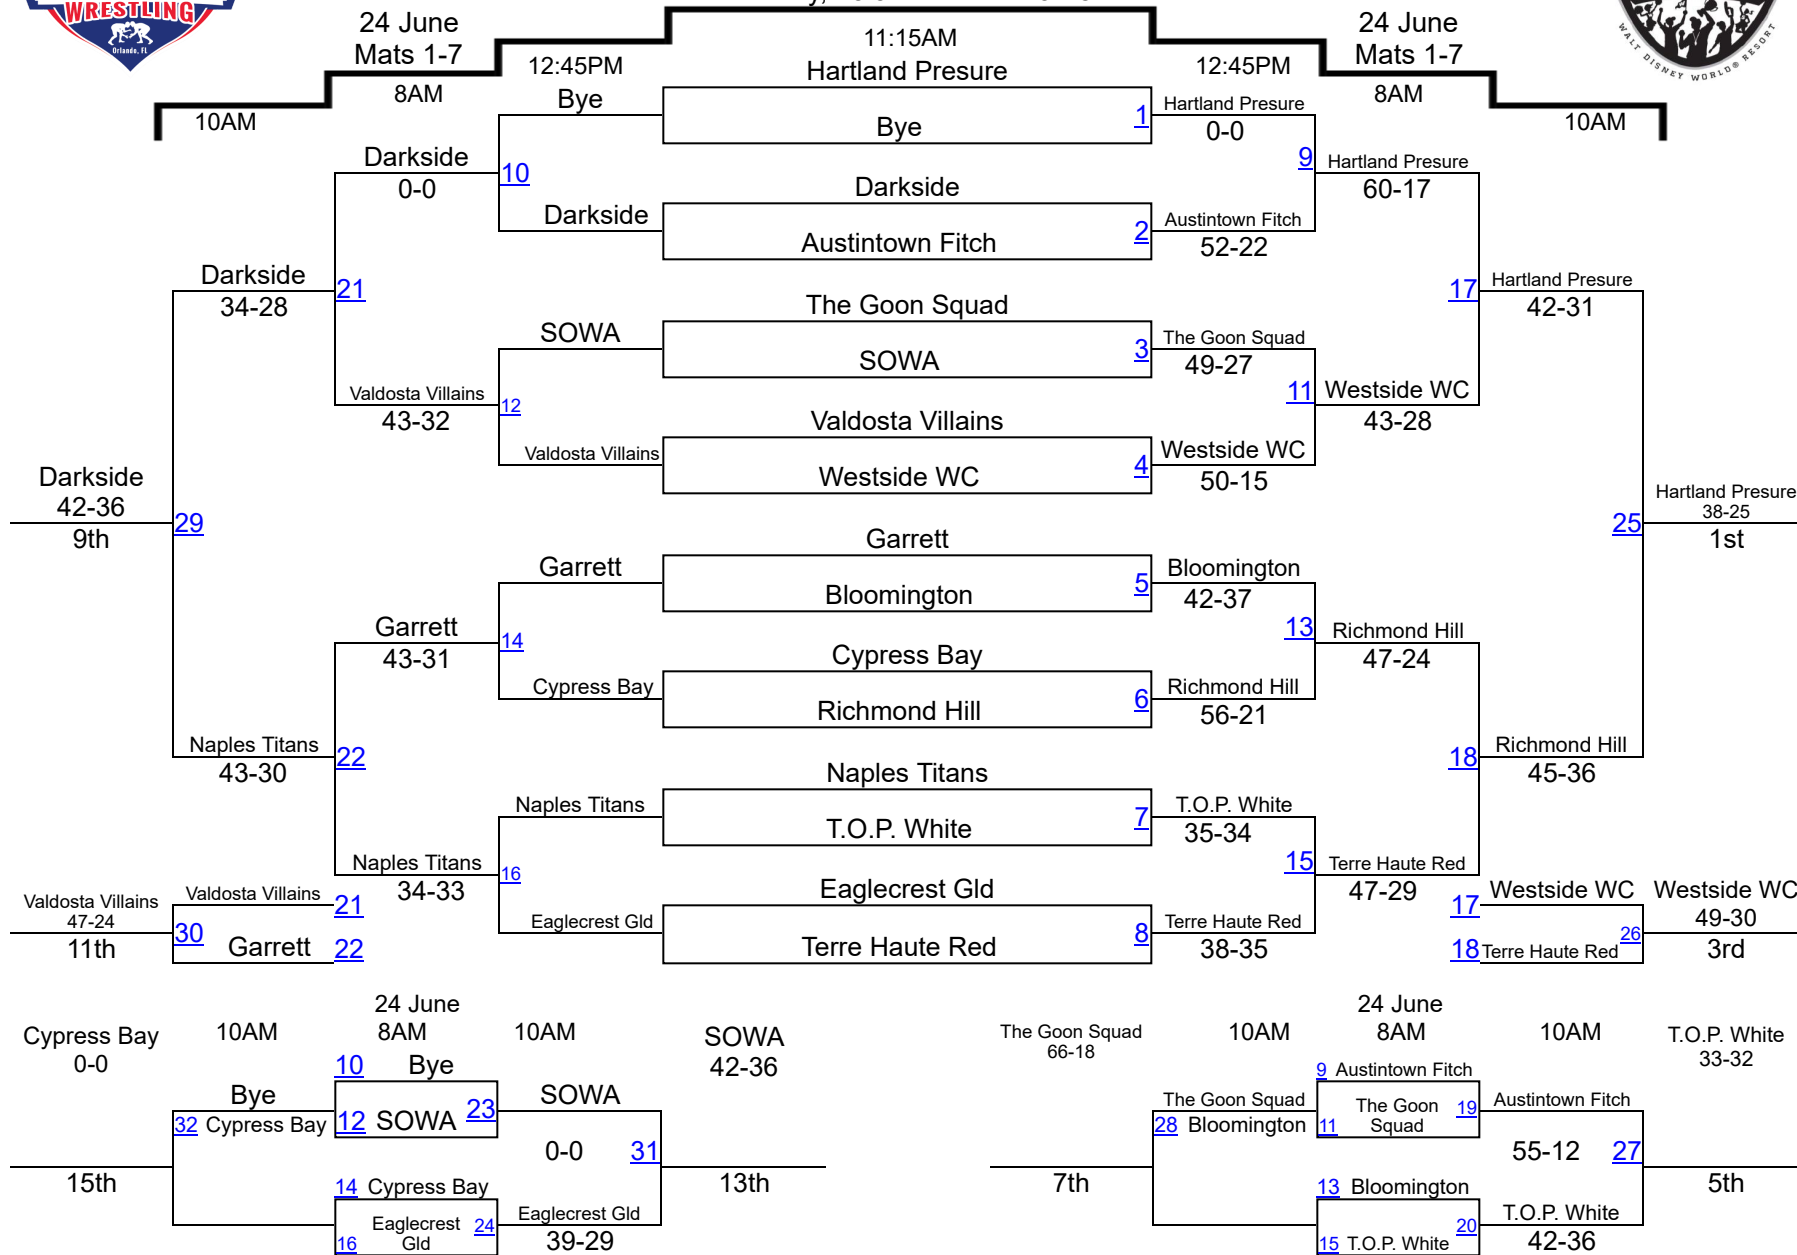 WRESTLING
Orlando, FL
WALT DISNEY WORLD® RESORT
24 June
Mats 1-7
24 June
Mats 1-7
11:15AM
12:45PM
12:45PM
8AM
8AM
10AM
10AM
Hartland Presure
Bye
1
Bye
Hartland Presure
0-0
Darkside
0-0
10
9
Hartland Presure
60-17
Darkside
Darkside
2
Austintown Fitch
Austintown Fitch
52-22
Darkside
34-28
21
17
Hartland Presure
42-31
The Goon Squad
SOWA
3
SOWA
The Goon Squad
49-27
Valdosta Villains
43-32
12
11
Westside WC
43-28
Valdosta Villains
Valdosta Villains
4
Westside WC
Westside WC
50-15
Darkside
42-36
9th
29
25
Hartland Presure
38-25
1st
Garrett
Garrett
5
Bloomington
Bloomington
42-37
Garrett
43-31
14
13
Richmond Hill
47-24
Cypress Bay
Cypress Bay
6
Richmond Hill
Richmond Hill
56-21
Naples Titans
43-30
22
18
Richmond Hill
45-36
Naples Titans
Naples Titans
7
T.O.P. White
T.O.P. White
35-34
Naples Titans
34-33
16
15
Terre Haute Red
47-29
Eaglecrest Gld
Eaglecrest Gld
8
Terre Haute Red
Terre Haute Red
38-35
Valdosta Villains
47-24
11th
Valdosta Villains
21
30
Garrett
22
17
Westside WC
18
Terre Haute Red
26
Westside WC
49-30
3rd
Cypress Bay
0-0
10AM
24 June
8AM
10AM
SOWA
42-36
10
Bye
Bye
32
Cypress Bay
12
SOWA
23
SOWA
0-0
31
15th
13th
14
Cypress Bay
Eaglecrest
Gld
16
24
Eaglecrest Gld
39-29
The Goon Squad
66-18
10AM
24 June
8AM
10AM
T.O.P. White
33-32
9
Austintown Fitch
The Goon Squad
28
Bloomington
The Goon
Squad
11
19
Austintown Fitch
55-12
27
7th
5th
13
Bloomington
15
T.O.P. White
20
T.O.P. White
42-36